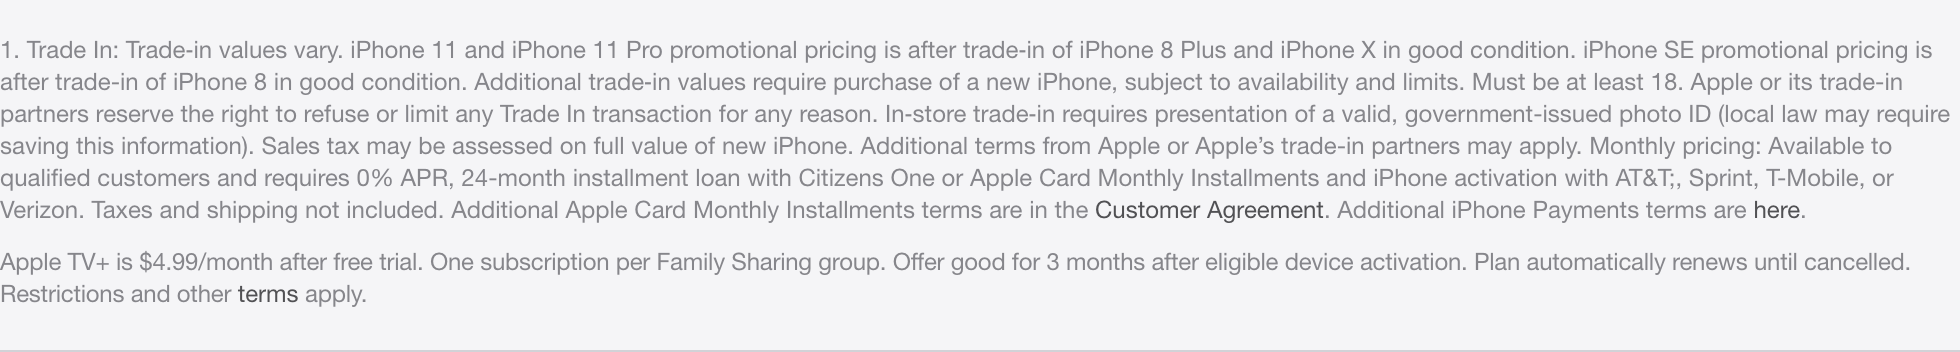 1. Trade In: Trade-in values vary. iPhone 11 and iPhone 11 Pro promotional pricing is after trade-in of iPhone 8 Plus and iPhone X in good condition. iPhone SE promotional pricing is
after trade-in of iPhone 8 in good condition. Additional trade-in values require purchase of a new iPhone, subject to availability and limits. Must be at least 18. Apple or its trade-in
partners reserve the right to refuse or limit any Trade In transaction for any reason. In-store trade-in requires presentation of a valid, government-issued photo ID (local law may require
saving this information). Sales tax may be assessed on full value of new iPhone. Additional terms from Apple or Apple’s trade-in partners may apply. Monthly pricing: Available to
qualified customers and requires 0% APR, 24-month installment loan with Citizens One or Apple Card Monthly Installments and iPhone activation with AT&T;, Sprint, T-Mobile, or
Verizon. Taxes and shipping not included. Additional Apple Card Monthly Installments terms are in the Customer Agreement. Additional iPhone Payments terms are here.
Apple TV+ is $4.99/month after free trial. One subscription per Family Sharing group. Offer good for 3 months after eligible device activation. Plan automatically renews until cancelled.
Restrictions and other terms apply.